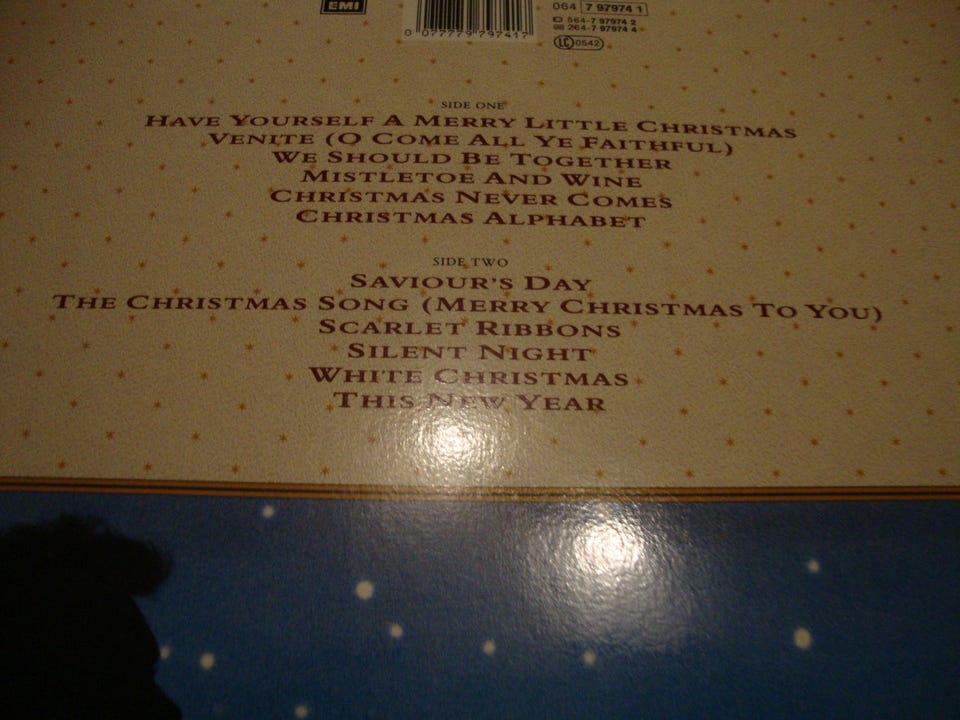 EMI
0 077779 797417
064 7 97974 1
564-7 97974 2
264-7 97974 4
LC 0542
SIDE ONE
HAVE YOURSELF A MERRY LITTLE CHRISTMAS
VENITE (O COME ALL YE FAITHFUL)
WE SHOULD BE TOGETHER
MISTLETOE AND WINE
CHRISTMAS NEVER COMES
CHRISTMAS ALPHABET
SIDE TWO
SAVIOUR'S DAY
THE CHRISTMAS SONG (MERRY CHRISTMAS TO YOU)
SCARLET RIBBONS
SILENT NIGHT
WHITE CHRISTMAS
THIS NEW YEAR